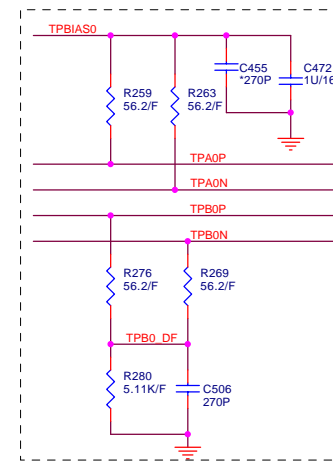 TPBIAS0
R259
56.2/F
R263
56.2/F
C455
*270P
C472
1U/16
TPA0P
TPA0N
TPB0P
TPB0N
R276
56.2/F
R269
56.2/F
TPB0_DF
R280
5.11K/F
C506
270P